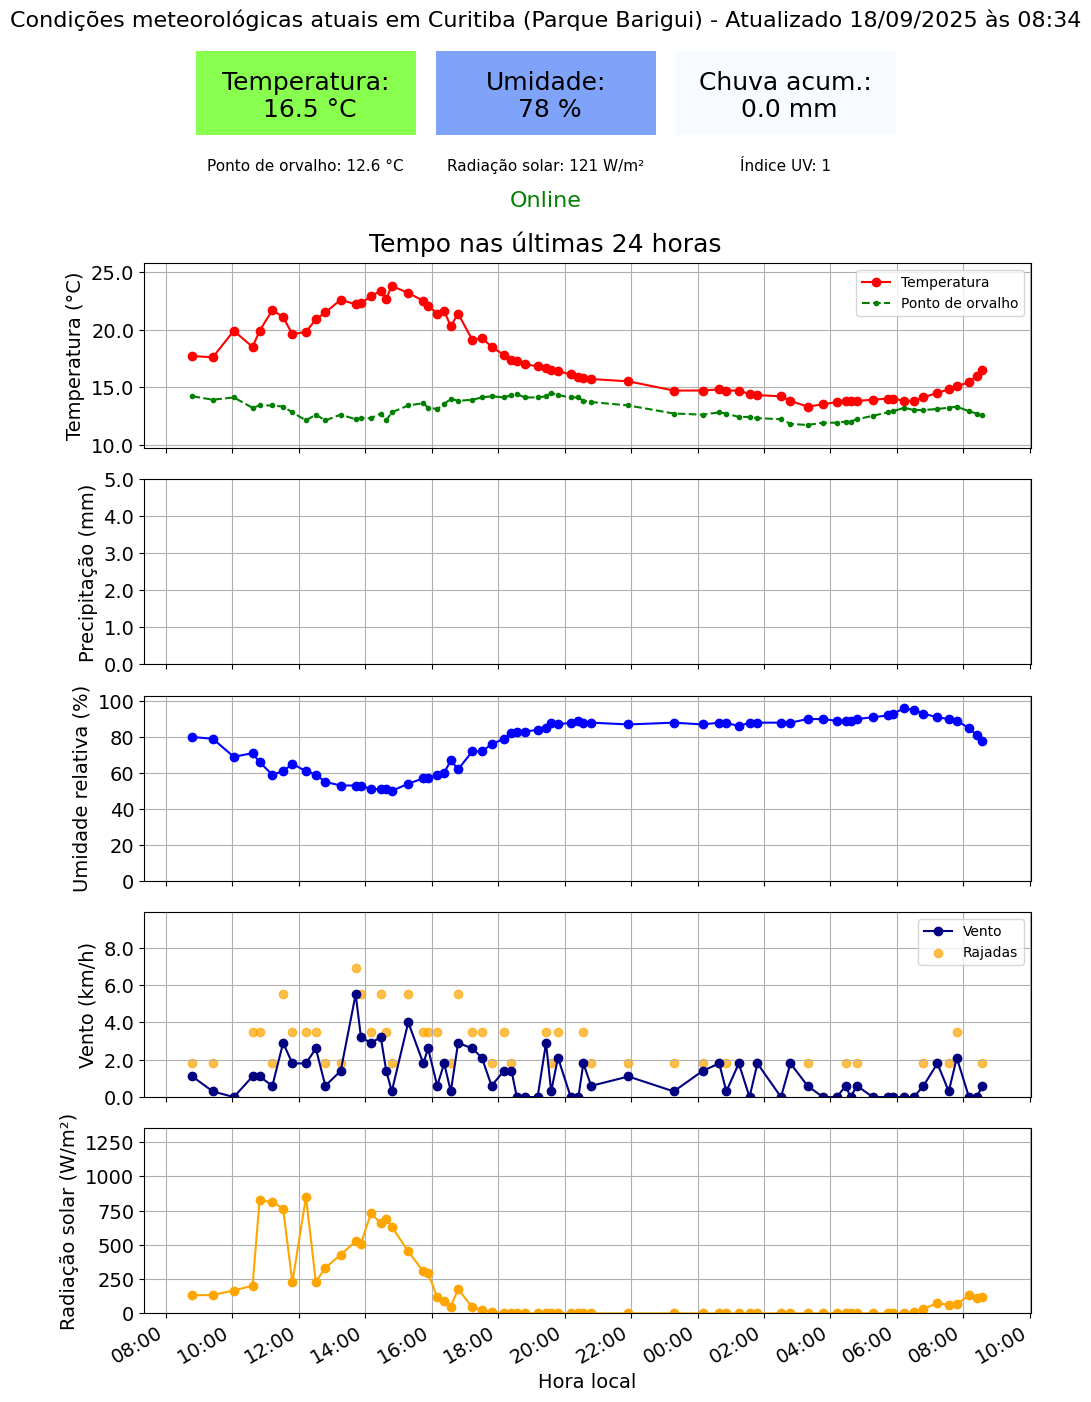 Condições meteorológicas atuais em Curitiba (Parque Barigui) - Atualizado 18/09/2025 às 08:34
Temperatura:
16.5 °C
Umidade:
78 %
Chuva acum.:
0.0 mm
Ponto de orvalho: 12.6 °C
Radiação solar: 121 W/m²
Índice UV: 1
Online
Tempo nas últimas 24 horas
Temperatura (°C)
25.0
20.0
15.0
10.0
Temperatura
Ponto de orvalho
Precipitação (mm)
5.0
4.0
3.0
2.0
1.0
0.0
Umidade relativa (%)
100
80
60
40
20
0
Vento (km/h)
8.0
6.0
4.0
2.0
0.0
Vento
Rajadas
Radiação solar (W/m²)
1250
1000
750
500
250
0
08:00
10:00
12:00
14:00
16:00
18:00
20:00
22:00
00:00
02:00
04:00
06:00
08:00
10:00
Hora local